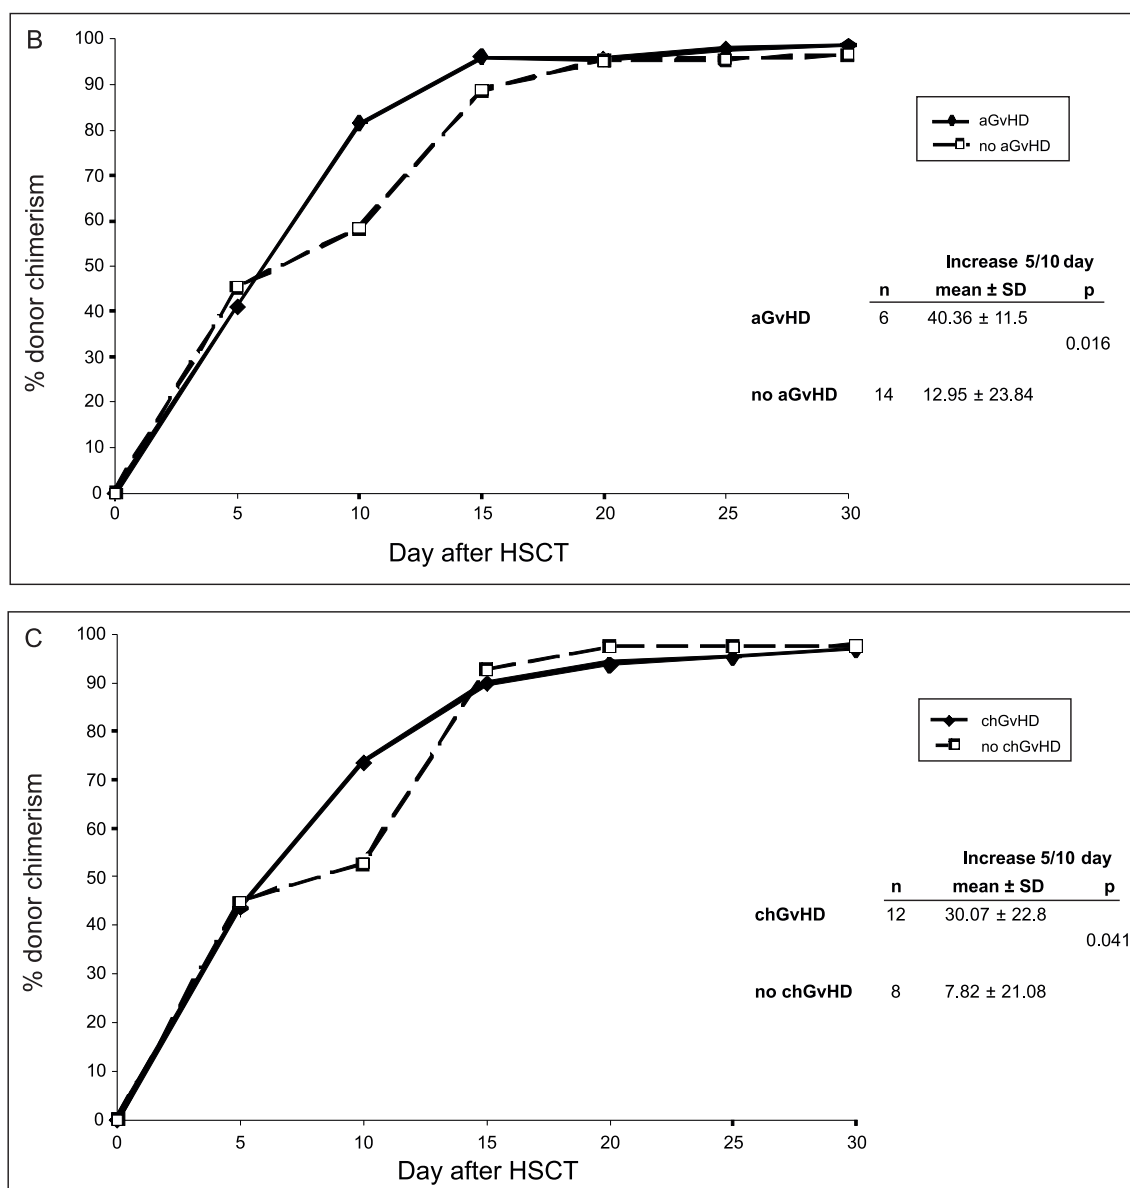 B
100
90
80
70
60
50
40
30
20
10
0
% donor chimerism
0 5 10 15 20 25 30
Day after HSCT
aGvHD
no aGvHD
Increase 5/10 day
n mean ± SD p
aGvHD 6 40.36 ± 11.5
0.016
no aGvHD 14 12.95 ± 23.84
C
100
90
80
70
60
50
40
30
20
10
0
% donor chimerism
0 5 10 15 20 25 30
Day after HSCT
chGvHD
no chGvHD
Increase 5/10 day
n mean ± SD p
chGvHD 12 30.07 ± 22.8
0.041
no chGvHD 8 7.82 ± 21.08